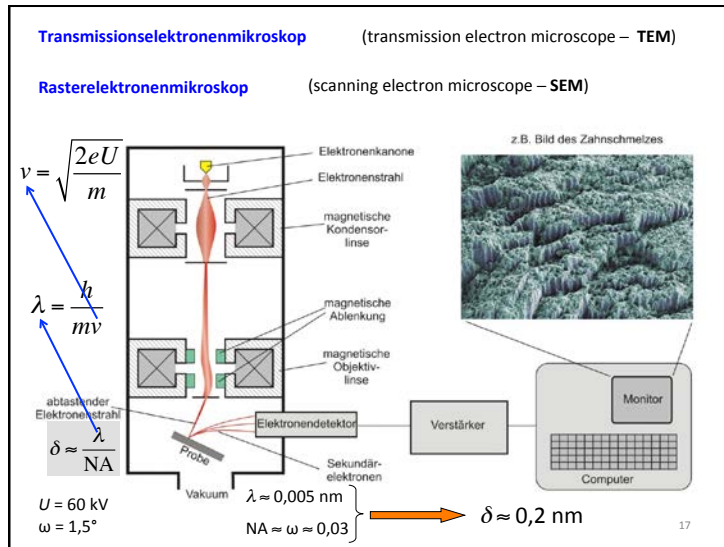 Transmissionselektronenmikroskop (transmission electron microscope – TEM)
Rasterelektronenmikroskop (scanning electron microscope – SEM)
z.B. Bild des Zahnschmelzes
Elektronenkanone
Elektronenstrahl
v = √(2eU/m)
magnetische
Kondensor-
linse
λ = h/mv
magnetische
Ablenkung
magnetische
Objektiv-
linse
abtastender
Elektronenstrahl
Elektronendetektor
Verstärker
Monitor
Computer
δ ≈ λ/NA
Probe
Sekundär-
elektronen
Vakuum
U = 60 kV
ω = 1,5°
λ ≈ 0,005 nm
NA ≈ ω ≈ 0,03
δ ≈ 0,2 nm
17